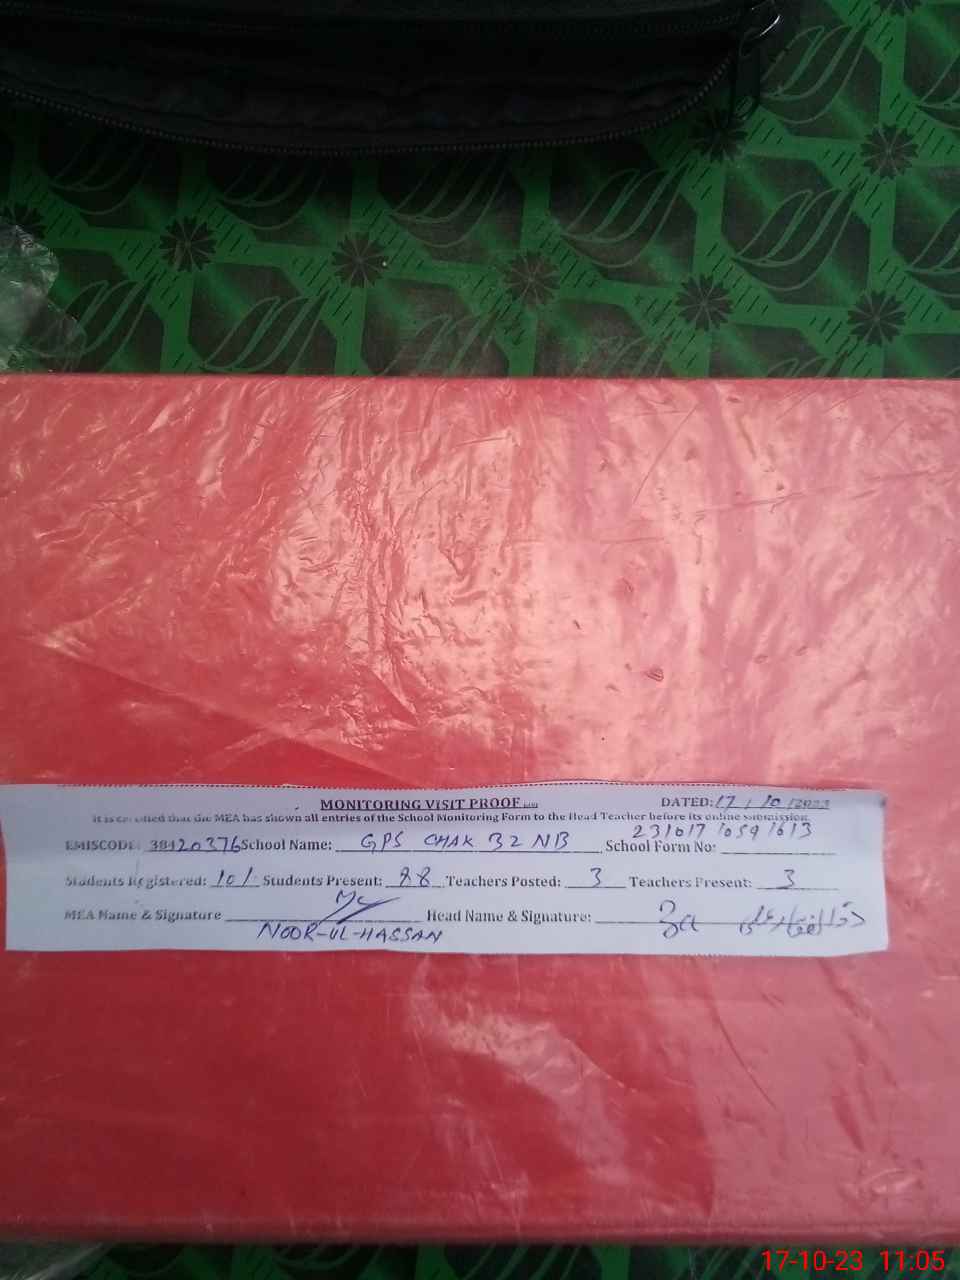 MONITORING VISIT PROOF DATED: 17 / 10 /2023
It is certified that the MEA has shown all entries of the School Monitoring Form to the Head Teacher before its online submission.
231017 1059 1613
EMISCODE: 38420376 School Name: GPS CHAK 32 NB School Form No:
Students Registered: 101 Students Present: 88 Teachers Posted: 3 Teachers Present: 3
MEA Name & Signature Head Name & Signature:
NOOR-UL-HASSAN
17-10-23 11:05